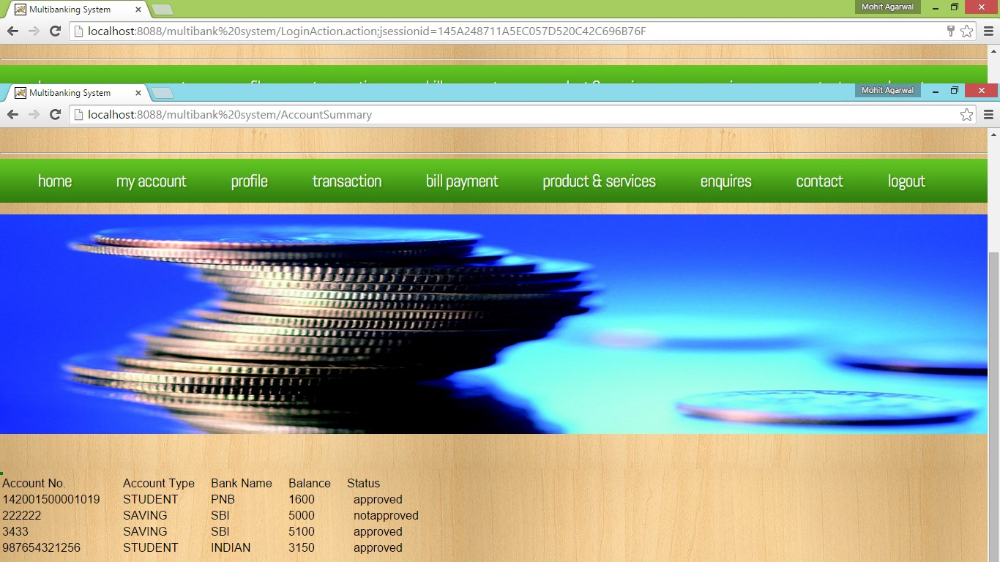 Multibanking System
Mohit Agarwal
localhost:8088/multibank%20system/LoginAction.action;jsessionid=145A248711A5EC057D520C42C696B76F
Multibanking System
Mohit Agarwal
localhost:8088/multibank%20system/AccountSummary
home my account profile transaction bill payment product & services enquires contact logout
Account No. Account Type Bank Name Balance Status
142001500001019 STUDENT PNB 1600 approved
222222 SAVING SBI 5000 notapproved
3433 SAVING SBI 5100 approved
987654321256 STUDENT INDIAN 3150 approved